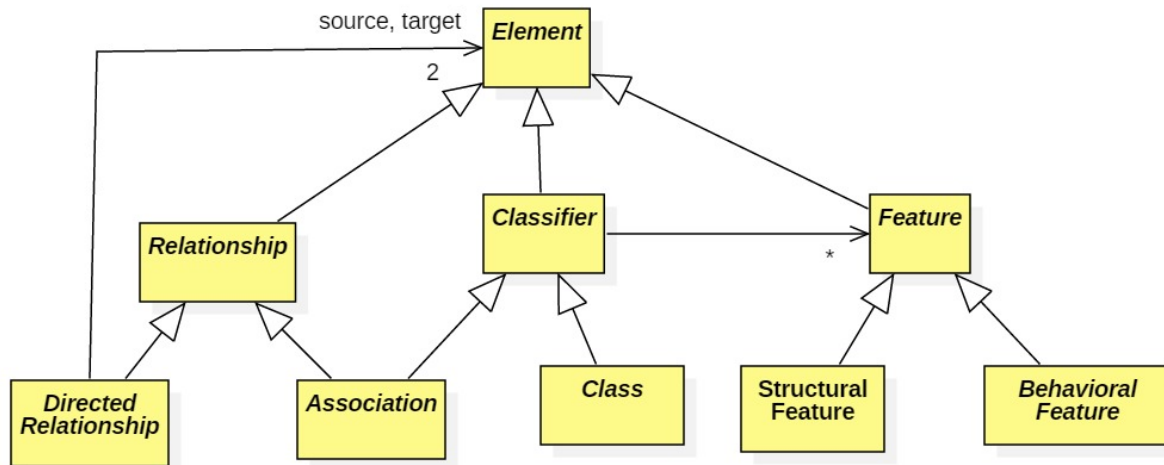 source, target
Element
2
Classifier
Feature
Relationship
*
Directed
Relationship
Association
Class
Structural
Feature
Behavioral
Feature